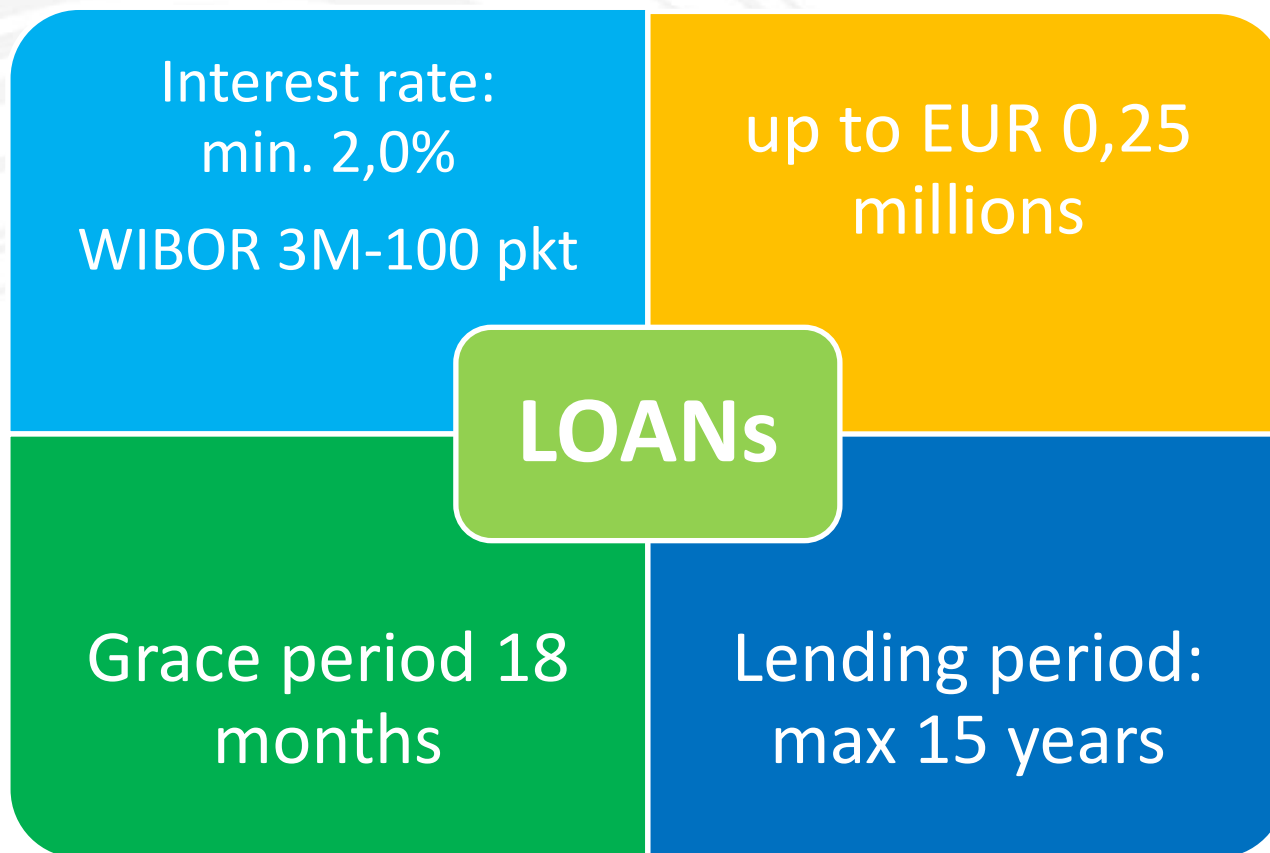 Interest rate:
min. 2,0%
WIBOR 3M-100 pkt
up to EUR 0,25
millions
LOANs
Grace period 18
months
Lending period:
max 15 years